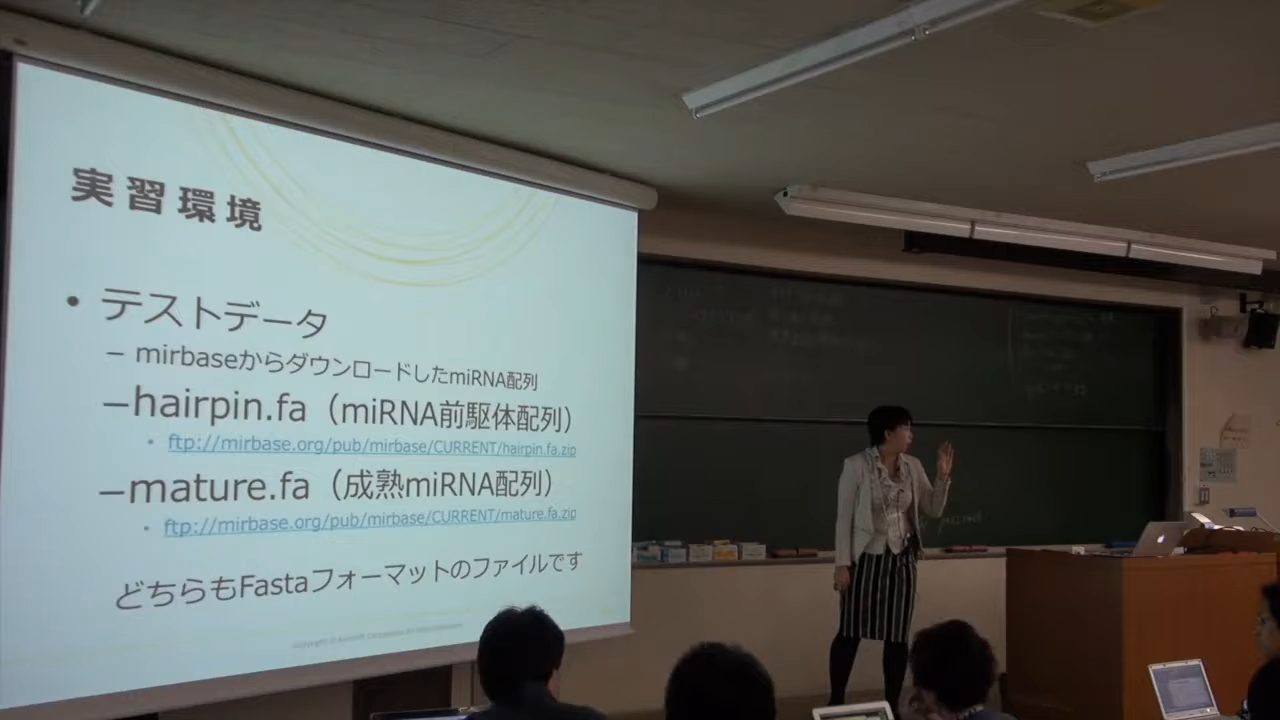 実習環境
• テストデータ
– mirbaseからダウンロードしたmiRNA配列
–hairpin.fa（miRNA前駆体配列）
• ftp://mirbase.org/pub/mirbase/CURRENT/hairpin.fa.zip
–mature.fa（成熟miRNA配列）
• ftp://mirbase.org/pub/mirbase/CURRENT/mature.fa.zip
どちらもFastaフォーマットのファイルです